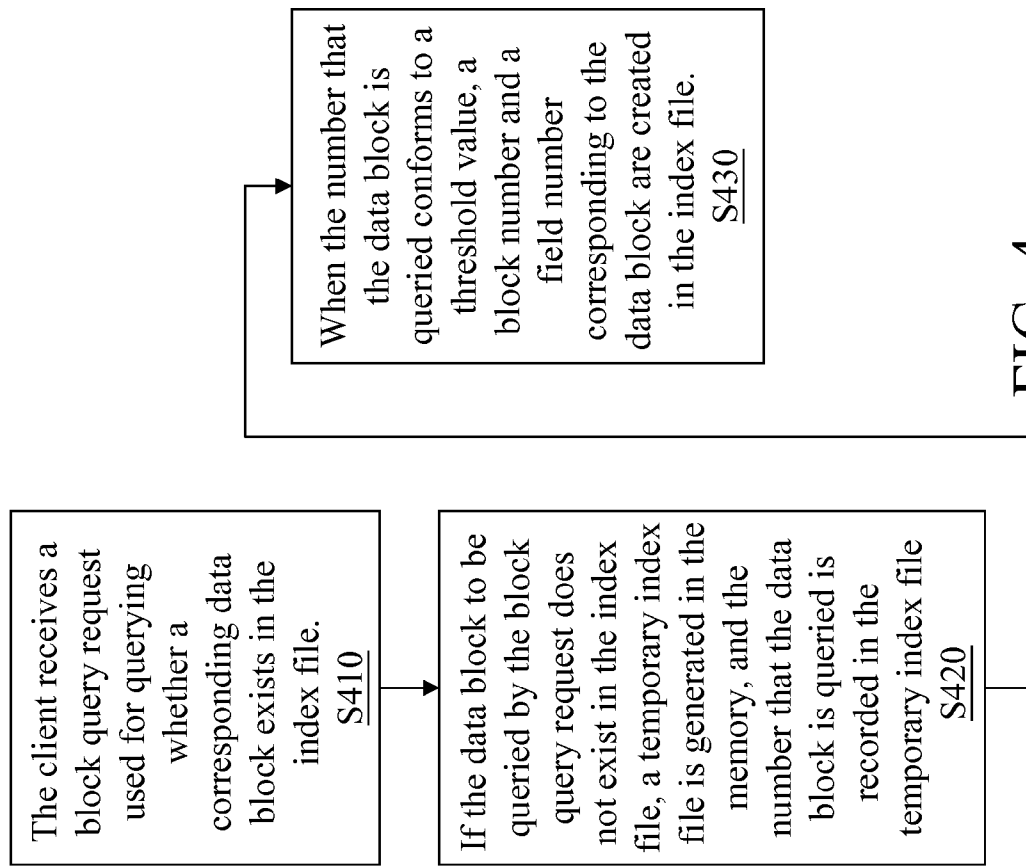 The client receives a
block query request
used for querying
whether a
corresponding data
block exists in the
index file.
S410
If the data block to be
queried by the block
query request does
not exist in the index
file, a temporary index
file is generated in the
memory, and the
number that the data
block is queried is
recorded in the
temporary index file
S420
When the number that
the data block is
queried conforms to a
threshold value, a
block number and a
field number
corresponding to the
data block are created
in the index file.
S430
FIG. 4